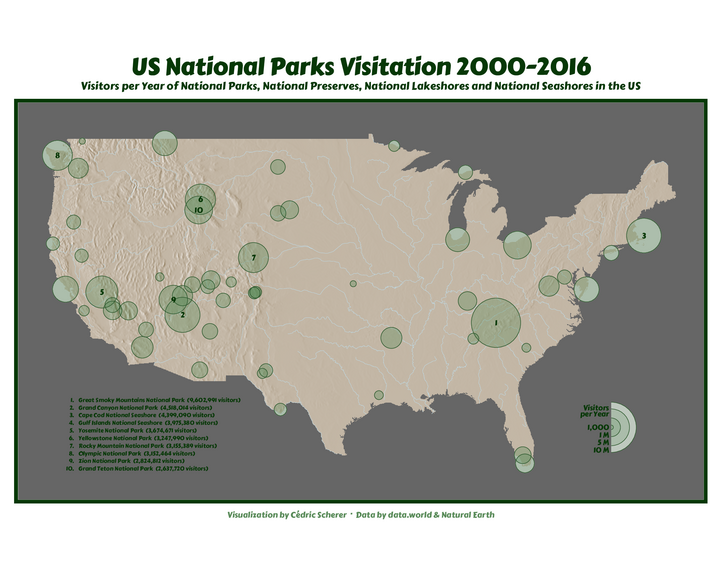 US National Parks Visitation 2000-2016
Visitors per Year of National Parks, National Preserves, National Lakeshores and National Seashores in the US
8
6
10
3
7
5
9
2
1
1. Great Smoky Mountains National Park (9,602,991 visitors)
2. Grand Canyon National Park (4,518,014 visitors)
3. Cape Cod National Seashore (4,399,090 visitors)
4. Gulf Islands National Seashore (3,973,380 visitors)
5. Yosemite National Park (3,674,671 visitors)
6. Yellowstone National Park (3,247,990 visitors)
7. Rocky Mountain National Park (3,155,389 visitors)
8. Olympic National Park (3,152,464 visitors)
9. Zion National Park (2,824,812 visitors)
10. Grand Teton National Park (2,657,720 visitors)
Visitors
per Year
1,000
1 M
5 M
10 M
Visualization by Cédric Scherer · Data by data.world & Natural Earth